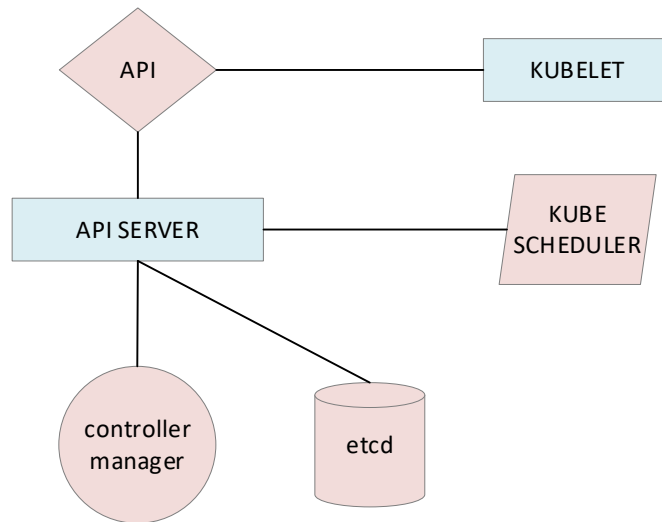 API
KUBELET
API SERVER
KUBE
SCHEDULER
controller
manager
etcd